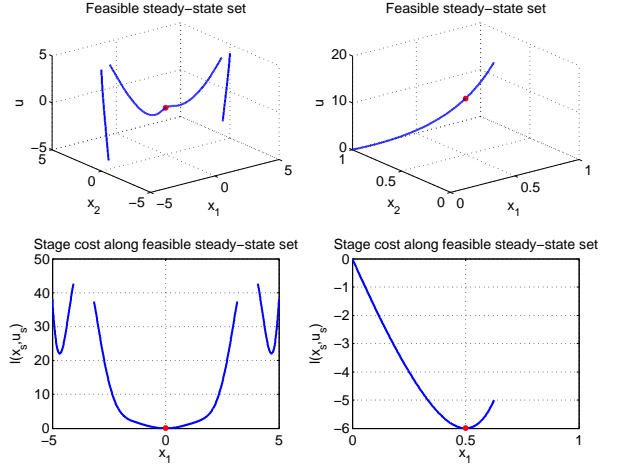 Feasible steady−state set
5
0
−5
u
5
0
−5
x2
−5
0
5
x1
Feasible steady−state set
20
10
0
u
1
0.5
0
x2
0
0.5
1
x1
Stage cost along feasible steady−state set
50
40
30
20
10
0
l(xs,us)
−5
0
5
x1
Stage cost along feasible steady−state set
0
−1
−2
−3
−4
−5
−6
l(xs,us)
0
0.5
1
x1